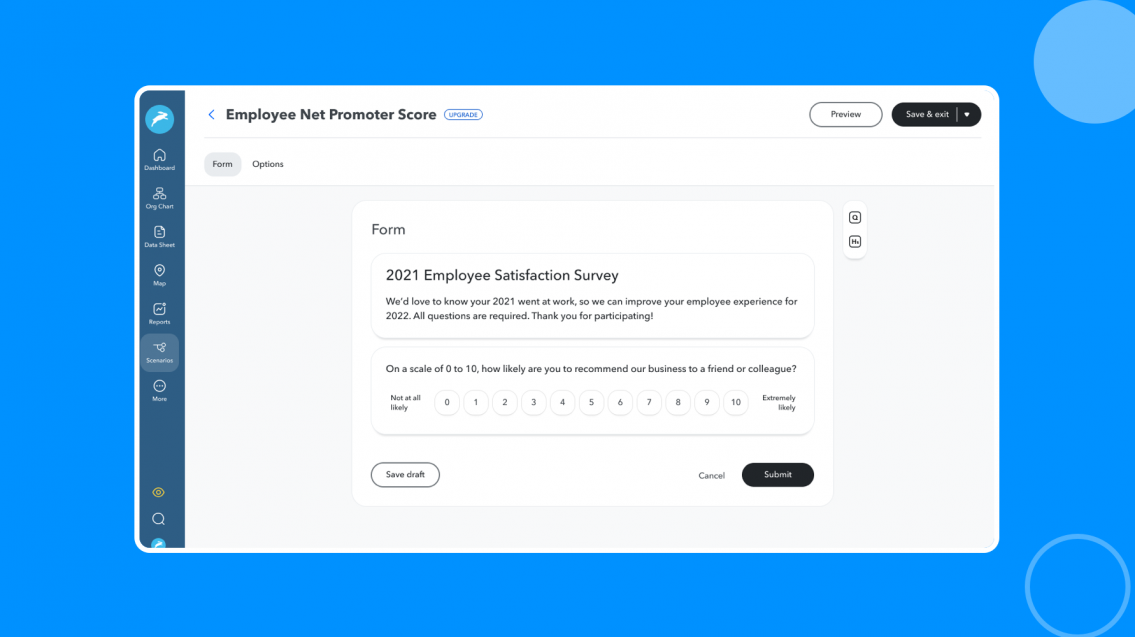 Employee Net Promoter Score UPGRADE
Preview
Save & exit
Dashboard
Org Chart
Data Sheet
Map
Reports
Scenarios
More
Form
Options
Form
2021 Employee Satisfaction Survey
We'd love to know your 2021 went at work, so we can improve your employee experience for
2022. All questions are required. Thank you for participating!
On a scale of 0 to 10, how likely are you to recommend our business to a friend or colleague?
Not at all
likely
0 1 2 3 4 5 6 7 8 9 10
Extremely
likely
Save draft
Cancel
Submit
Q